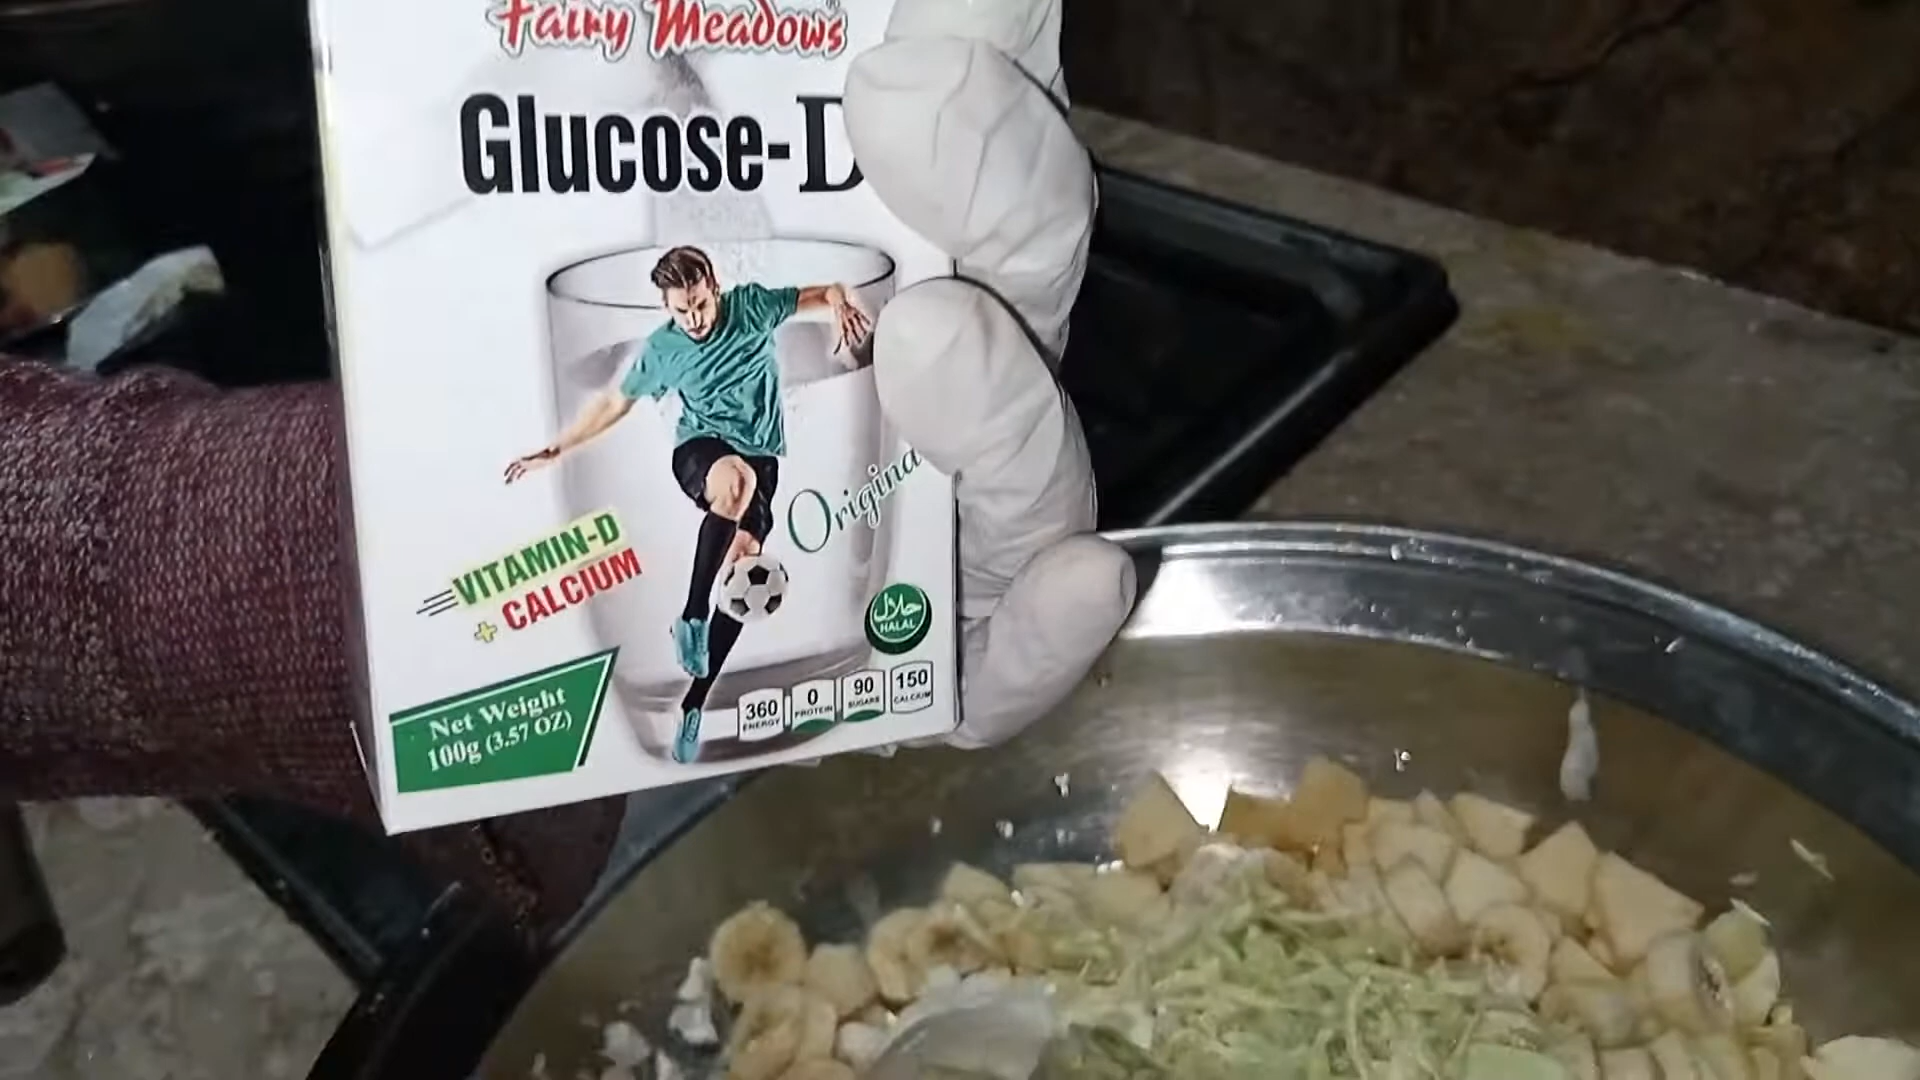 Fairy Meadows
Glucose-D
Original
VITAMIN-D
+ CALCIUM
حلال
HALAL
Net Weight
100g (3.57 OZ)
360
ENERGY
0
PROTEIN
90
SUGARS
150
CALCIUM